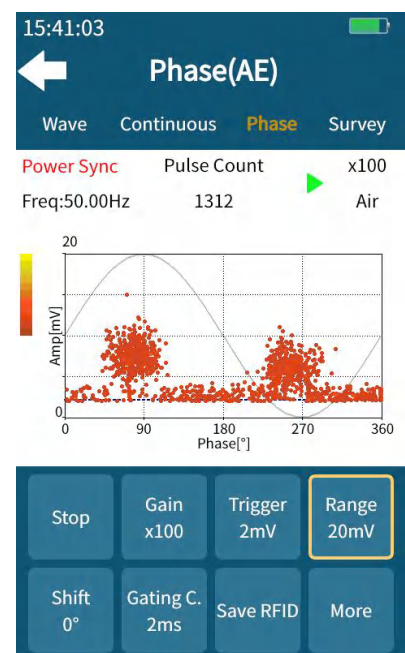 15:41:03
Phase(AE)
Wave Continuous Phase Survey
Power Sync Pulse Count x100
Freq:50.00Hz 1312 Air
20
Amp[mV]
0
0 90 180 270 360
Phase[°]
Stop
Gain
x100
Trigger
2mV
Range
20mV
Shift
0°
Gating C.
2ms
Save RFID
More